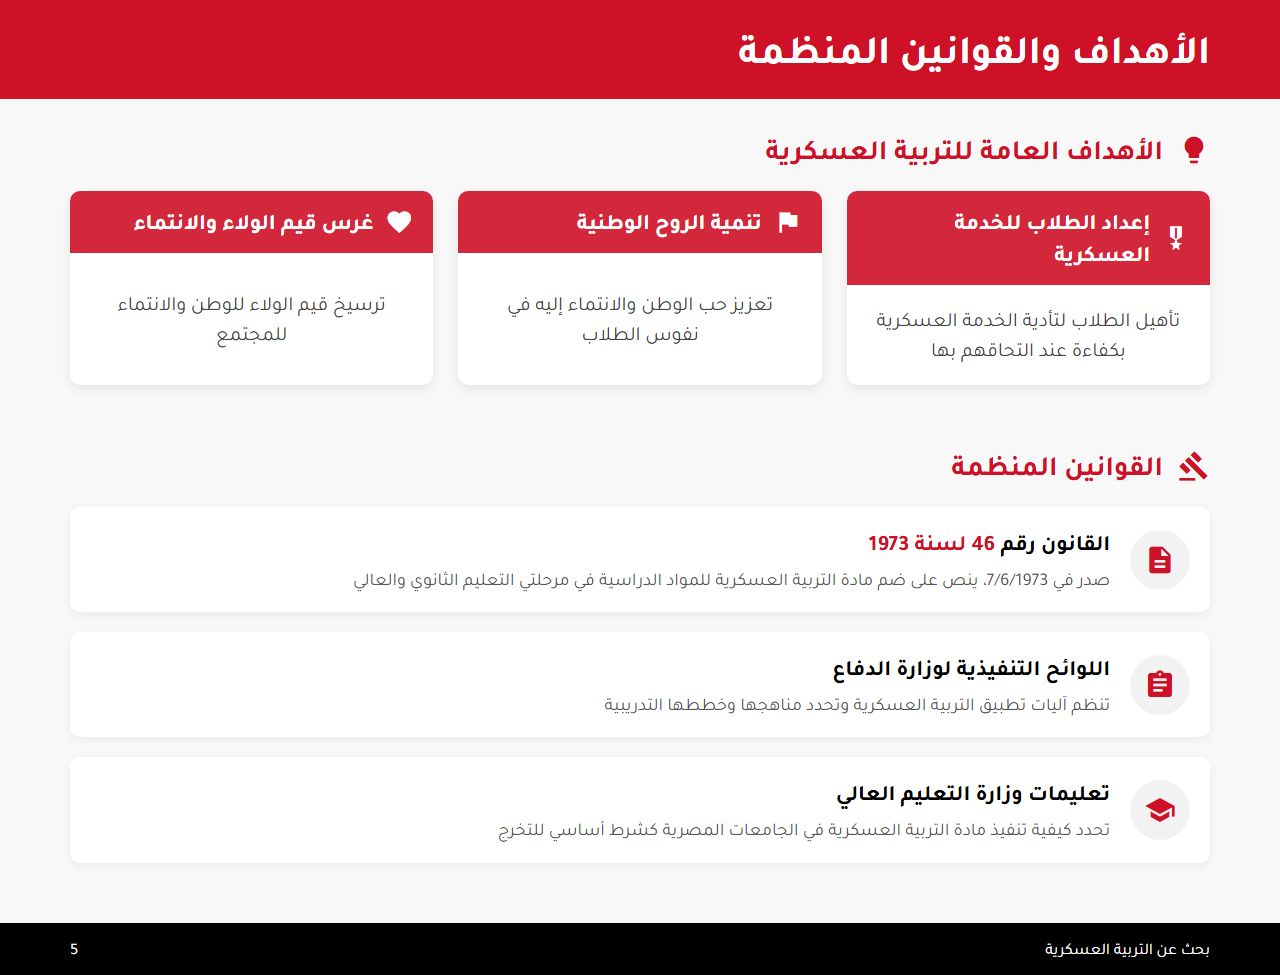 الأهداف والقوانين المنظمة
الأهداف العامة للتربية العسكرية
إعداد الطلاب للخدمة
العسكرية
تأهيل الطلاب لتأدية الخدمة العسكرية
بكفاءة عند التحاقهم بها
تنمية الروح الوطنية
تعزيز حب الوطن والانتماء إليه في
نفوس الطلاب
غرس قيم الولاء والانتماء
ترسيخ قيم الولاء للوطن والانتماء
للمجتمع
القوانين المنظمة
القانون رقم 46 لسنة 1973
صدر في 7/6/1973، ينص على ضم مادة التربية العسكرية للمواد الدراسية في مرحلتي التعليم الثانوي والعالي
اللوائح التنفيذية لوزارة الدفاع
تنظم آليات تطبيق التربية العسكرية وتحدد مناهجها وخططها التدريبية
تعليمات وزارة التعليم العالي
تحدد كيفية تنفيذ مادة التربية العسكرية في الجامعات المصرية كشرط أساسي للتخرج
بحث عن التربية العسكرية
5